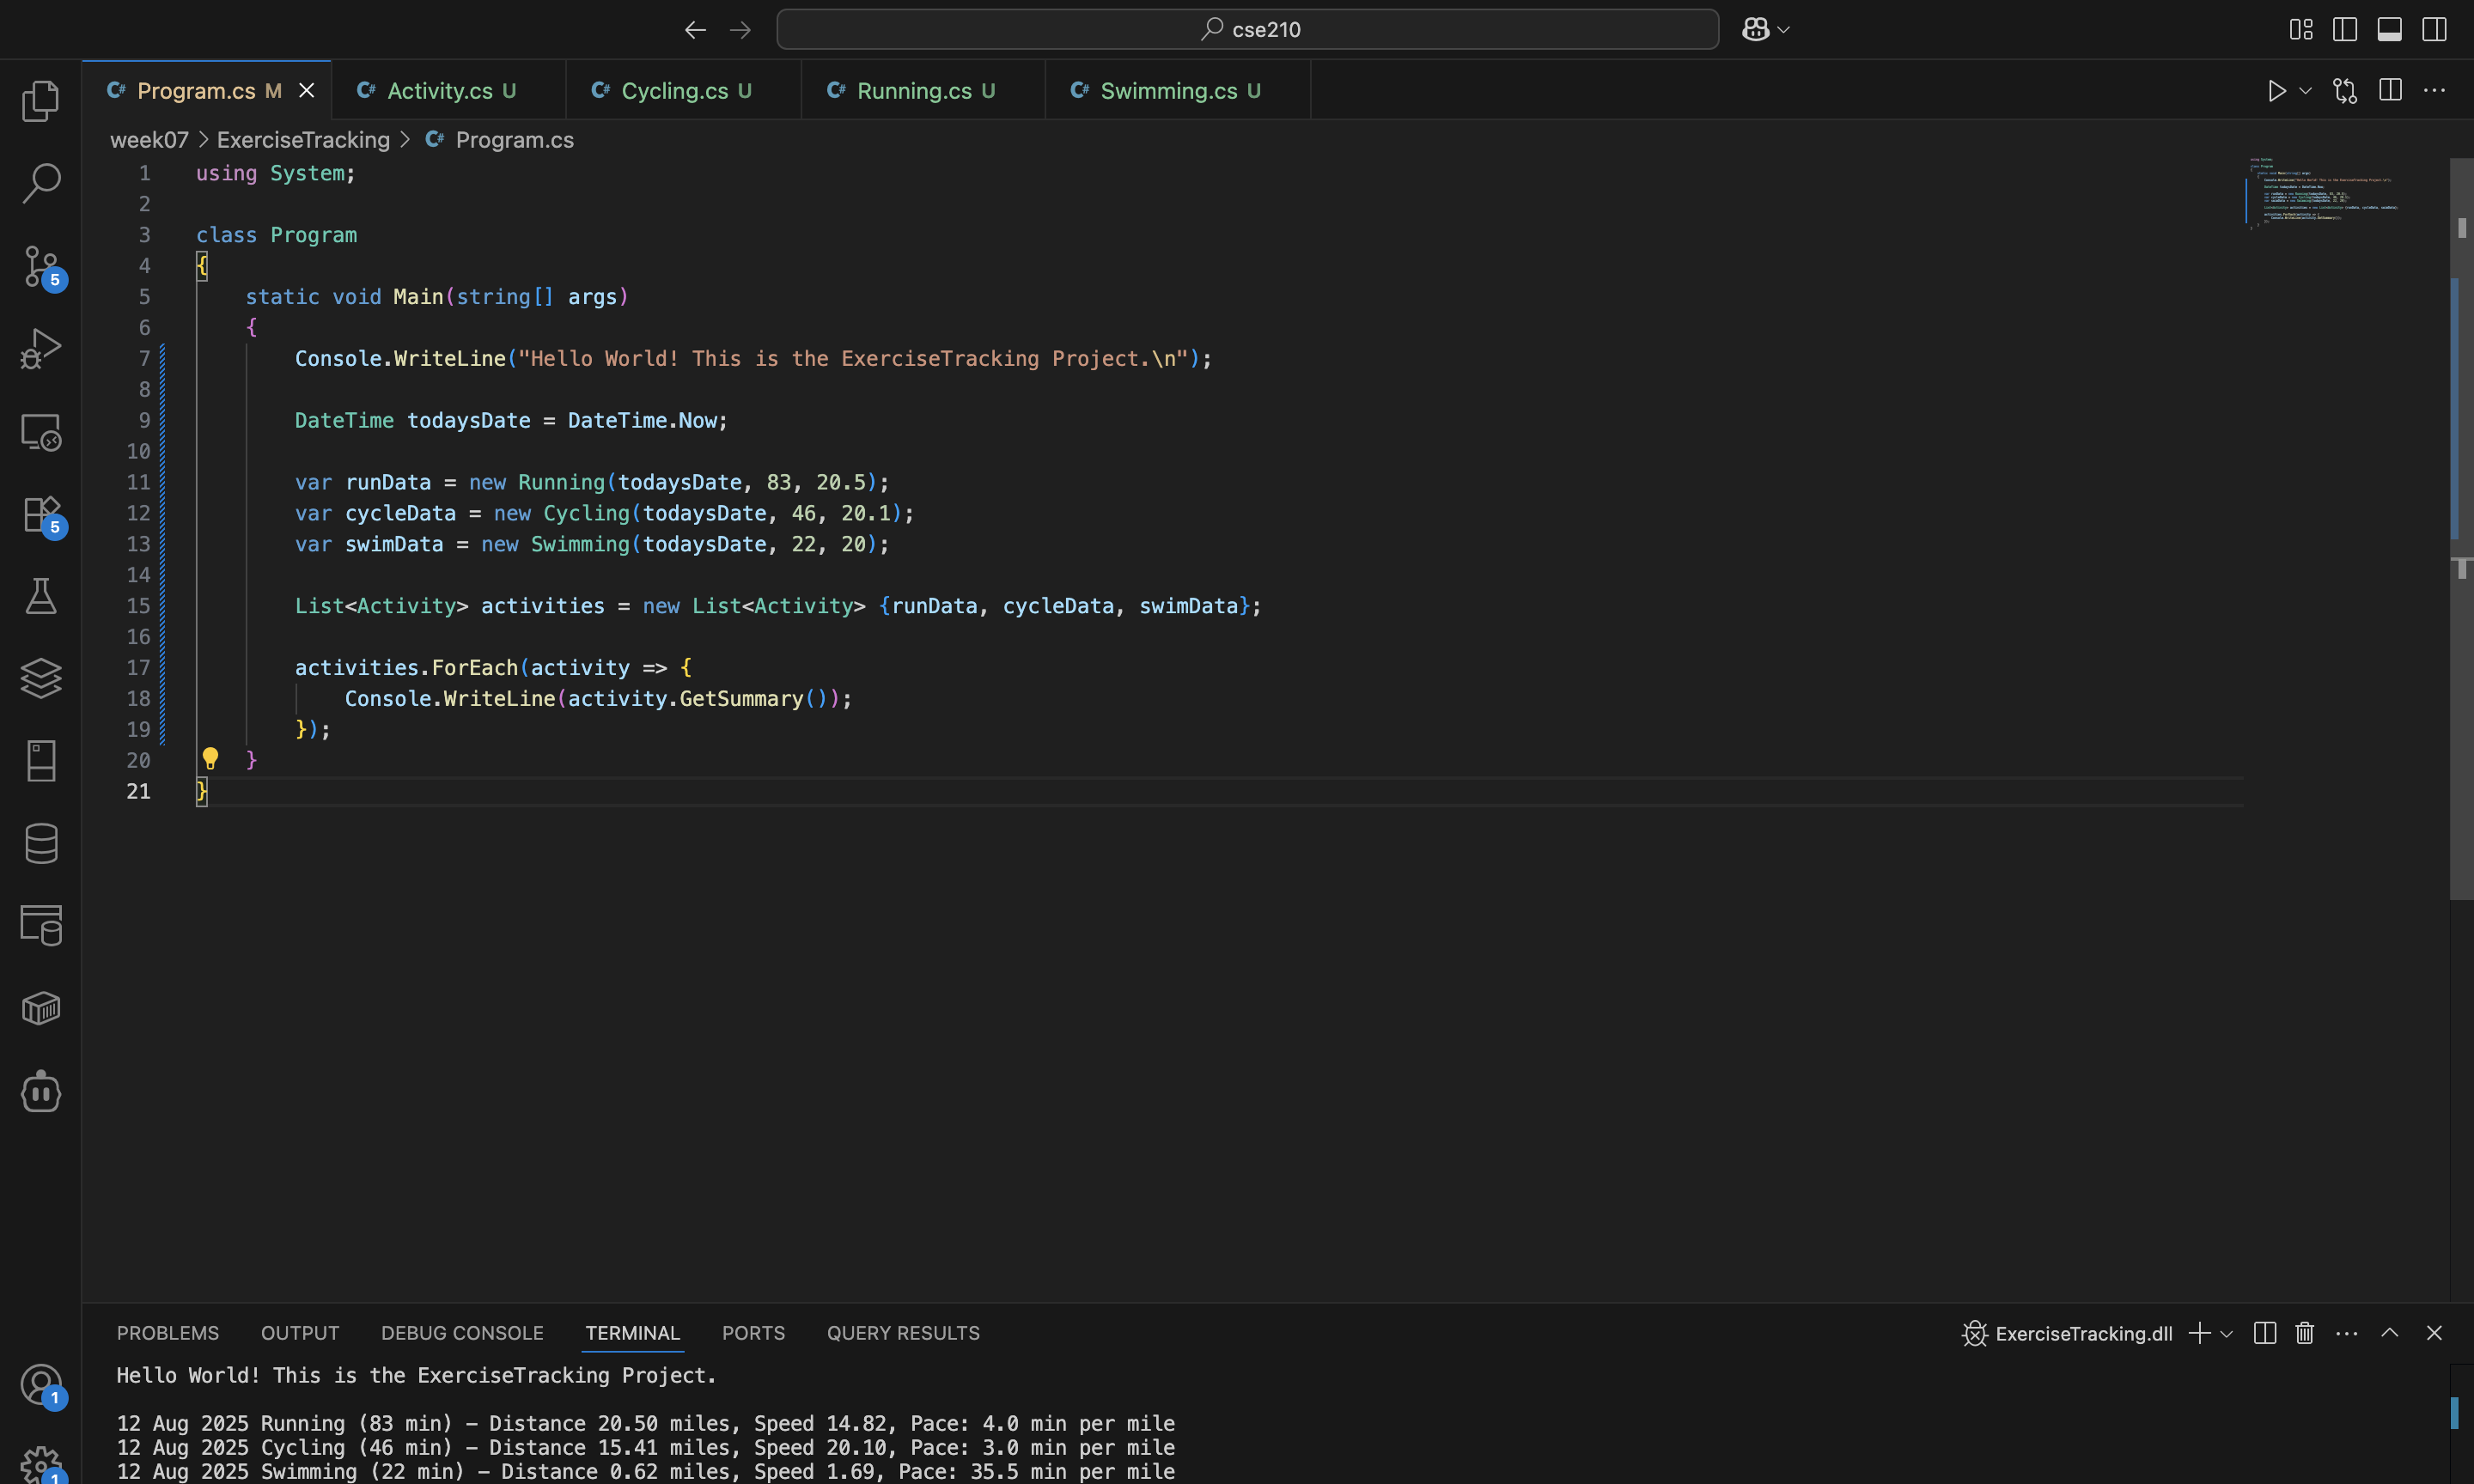 cse210
Program.cs M
Activity.cs U
Cycling.cs U
Running.cs U
Swimming.cs U
week07 > ExerciseTracking > Program.cs
1 using System;
2
3 class Program
4 {
5 static void Main(string[] args)
6 {
7 Console.WriteLine("Hello World! This is the ExerciseTracking Project.\n");
8
9 DateTime todaysDate = DateTime.Now;
10
11 var runData = new Running(todaysDate, 83, 20.5);
12 var cycleData = new Cycling(todaysDate, 46, 20.1);
13 var swimData = new Swimming(todaysDate, 22, 20);
14
15 List<Activity> activities = new List<Activity> {runData, cycleData, swimData};
16
17 activities.ForEach(activity => {
18 Console.WriteLine(activity.GetSummary());
19 });
20 }
21 }
5
5
1
1
PROBLEMS OUTPUT DEBUG CONSOLE TERMINAL PORTS QUERY RESULTS
ExerciseTracking.dll
Hello World! This is the ExerciseTracking Project.
12 Aug 2025 Running (83 min) - Distance 20.50 miles, Speed 14.82, Pace: 4.0 min per mile
12 Aug 2025 Cycling (46 min) - Distance 15.41 miles, Speed 20.10, Pace: 3.0 min per mile
12 Aug 2025 Swimming (22 min) - Distance 0.62 miles, Speed 1.69, Pace: 35.5 min per mile